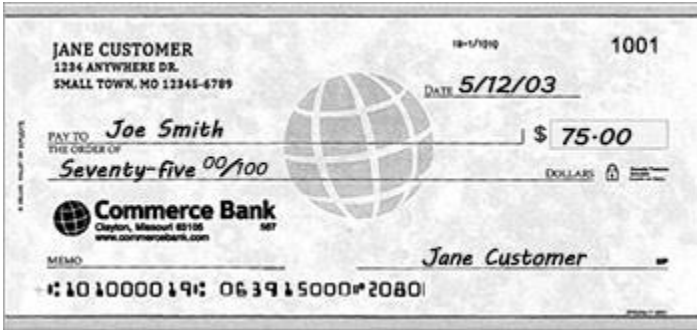 JANE CUSTOMER
1234 ANYWHERE DR.
SMALL TOWN, MO 12345-6789
19-1/1010
1001
DATE 5/12/03
PAY TO THE ORDER OF Joe Smith $ 75.00
Seventy-five 00/100 DOLLARS
Commerce Bank
Clayton, Missouri 63105 567
www.commercebank.com
MEMO Jane Customer MP
⑆101000019⑆ 063915000⑈2080